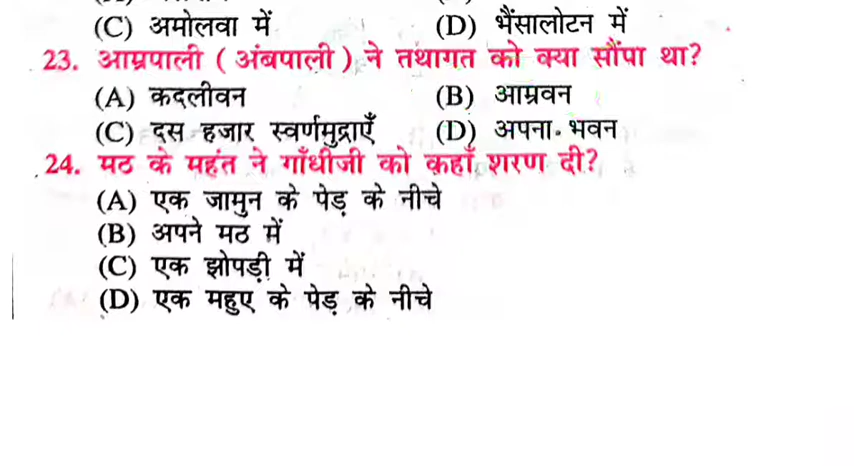 (C) अमोलवा में (D) भैंसालोटन में
23. आम्रपाली ( अंबपाली ) ने तथागत को क्या सौंपा था?
(A) कदलीवन (B) आम्रवन
(C) दस हजार स्वर्णमुद्राएँ (D) अपना भवन
24. मठ के महंत ने गाँधीजी को कहाँ शरण दी?
(A) एक जामुन के पेड़ के नीचे
(B) अपने मठ में
(C) एक झोपड़ी में
(D) एक महुए के पेड़ के नीचे